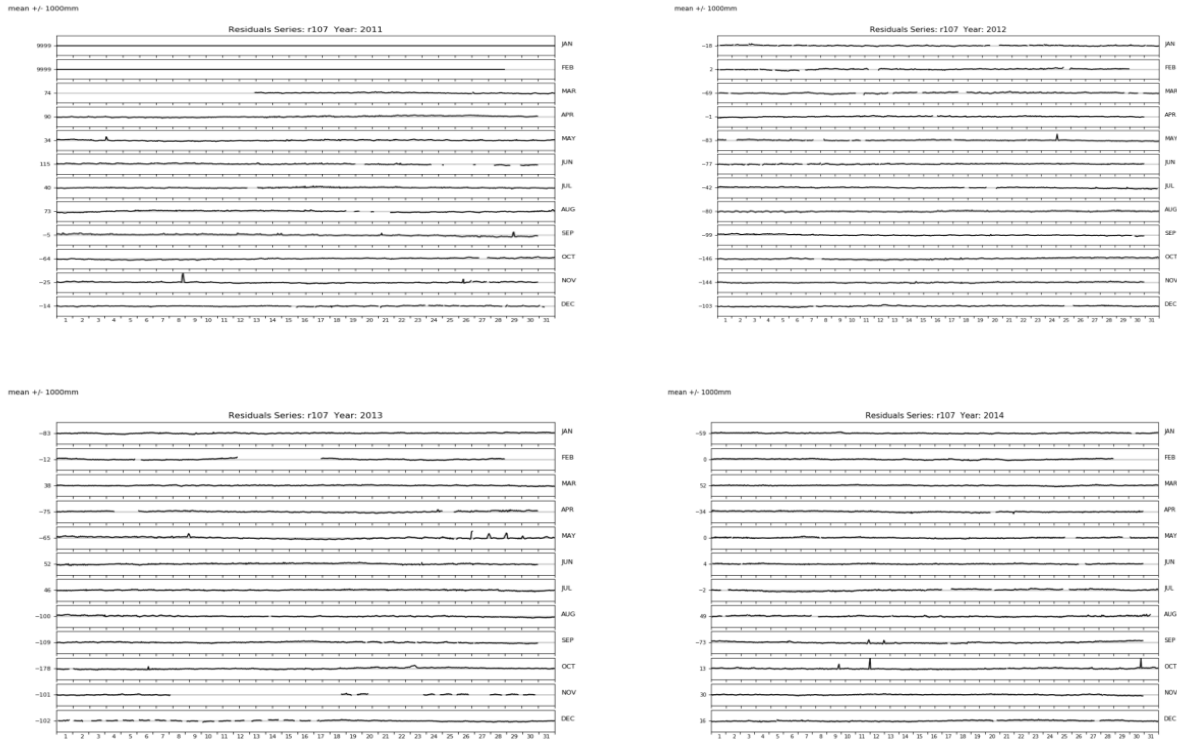 mean +/- 1000mm
Residuals Series: r107 Year: 2011
9999 JAN
9999 FEB
74 MAR
90 APR
34 MAY
115 JUN
40 JUL
73 AUG
−5 SEP
−64 OCT
−25 NOV
−14 DEC
1 2 3 4 5 6 7 8 9 10 11 12 13 14 15 16 17 18 19 20 21 22 23 24 25 26 27 28 29 30 31
mean +/- 1000mm
Residuals Series: r107 Year: 2012
−18 JAN
2 FEB
−69 MAR
−1 APR
−83 MAY
−77 JUN
−42 JUL
−80 AUG
−99 SEP
−146 OCT
−144 NOV
−103 DEC
1 2 3 4 5 6 7 8 9 10 11 12 13 14 15 16 17 18 19 20 21 22 23 24 25 26 27 28 29 30 31
mean +/- 1000mm
Residuals Series: r107 Year: 2013
−83 JAN
−12 FEB
38 MAR
−75 APR
−65 MAY
52 JUN
46 JUL
−100 AUG
−109 SEP
−178 OCT
−101 NOV
−102 DEC
1 2 3 4 5 6 7 8 9 10 11 12 13 14 15 16 17 18 19 20 21 22 23 24 25 26 27 28 29 30 31
mean +/- 1000mm
Residuals Series: r107 Year: 2014
−59 JAN
0 FEB
52 MAR
−34 APR
0 MAY
4 JUN
−2 JUL
49 AUG
−73 SEP
13 OCT
30 NOV
16 DEC
1 2 3 4 5 6 7 8 9 10 11 12 13 14 15 16 17 18 19 20 21 22 23 24 25 26 27 28 29 30 31